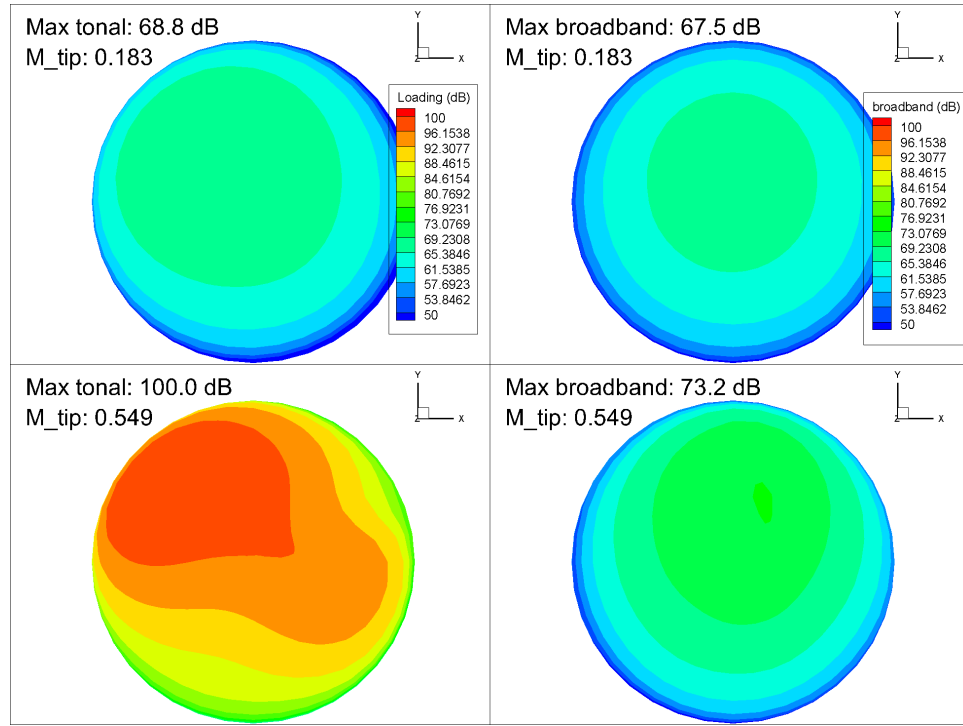 Max tonal: 68.8 dB
M_tip: 0.183
Y
Z
X
Loading (dB)
100
96.1538
92.3077
88.4615
84.6154
80.7692
76.9231
73.0769
69.2308
65.3846
61.5385
57.6923
53.8462
50
Max broadband: 67.5 dB
M_tip: 0.183
Y
Z
X
broadband (dB)
100
96.1538
92.3077
88.4615
84.6154
80.7692
76.9231
73.0769
69.2308
65.3846
61.5385
57.6923
53.8462
50
Max tonal: 100.0 dB
M_tip: 0.549
Y
Z
X
Max broadband: 73.2 dB
M_tip: 0.549
Y
Z
X